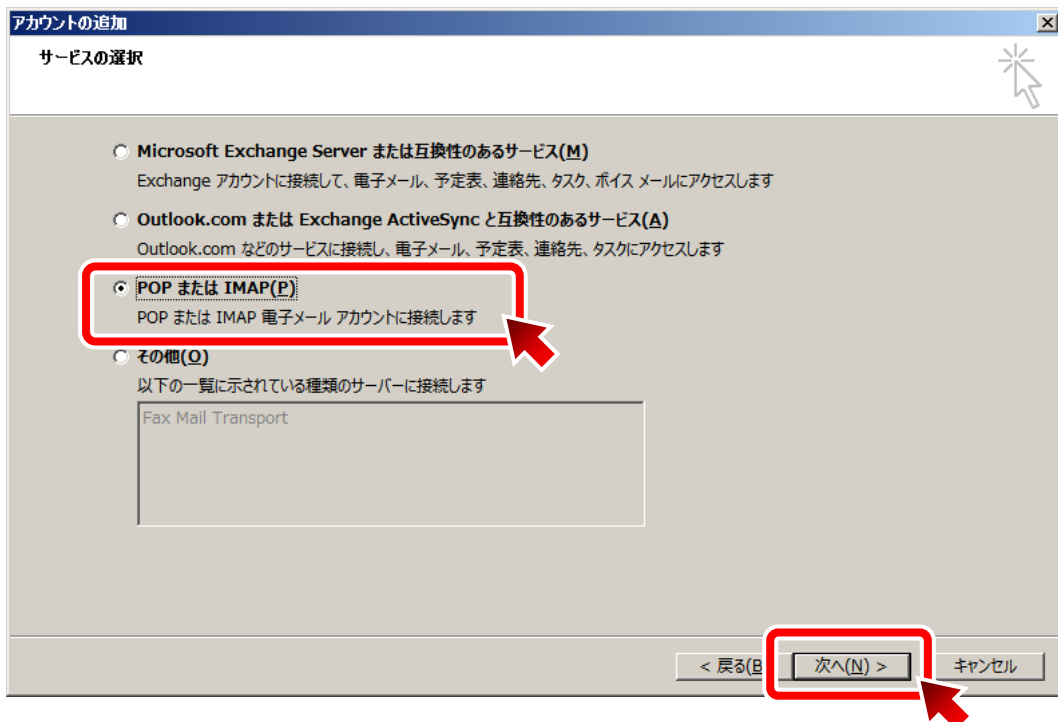 アカウントの追加
サービスの選択
Microsoft Exchange Server または互換性のあるサービス(M)
Exchange アカウントに接続して、電子メール、予定表、連絡先、タスク、ボイス メールにアクセスします
Outlook.com または Exchange ActiveSync と互換性のあるサービス(A)
Outlook.com などのサービスに接続し、電子メール、予定表、連絡先、タスクにアクセスします
POP または IMAP(P)
POP または IMAP 電子メール アカウントに接続します
その他(O)
以下の一覧に示されている種類のサーバーに接続します
Fax Mail Transport
< 戻る(B 次へ(N) > キャンセル